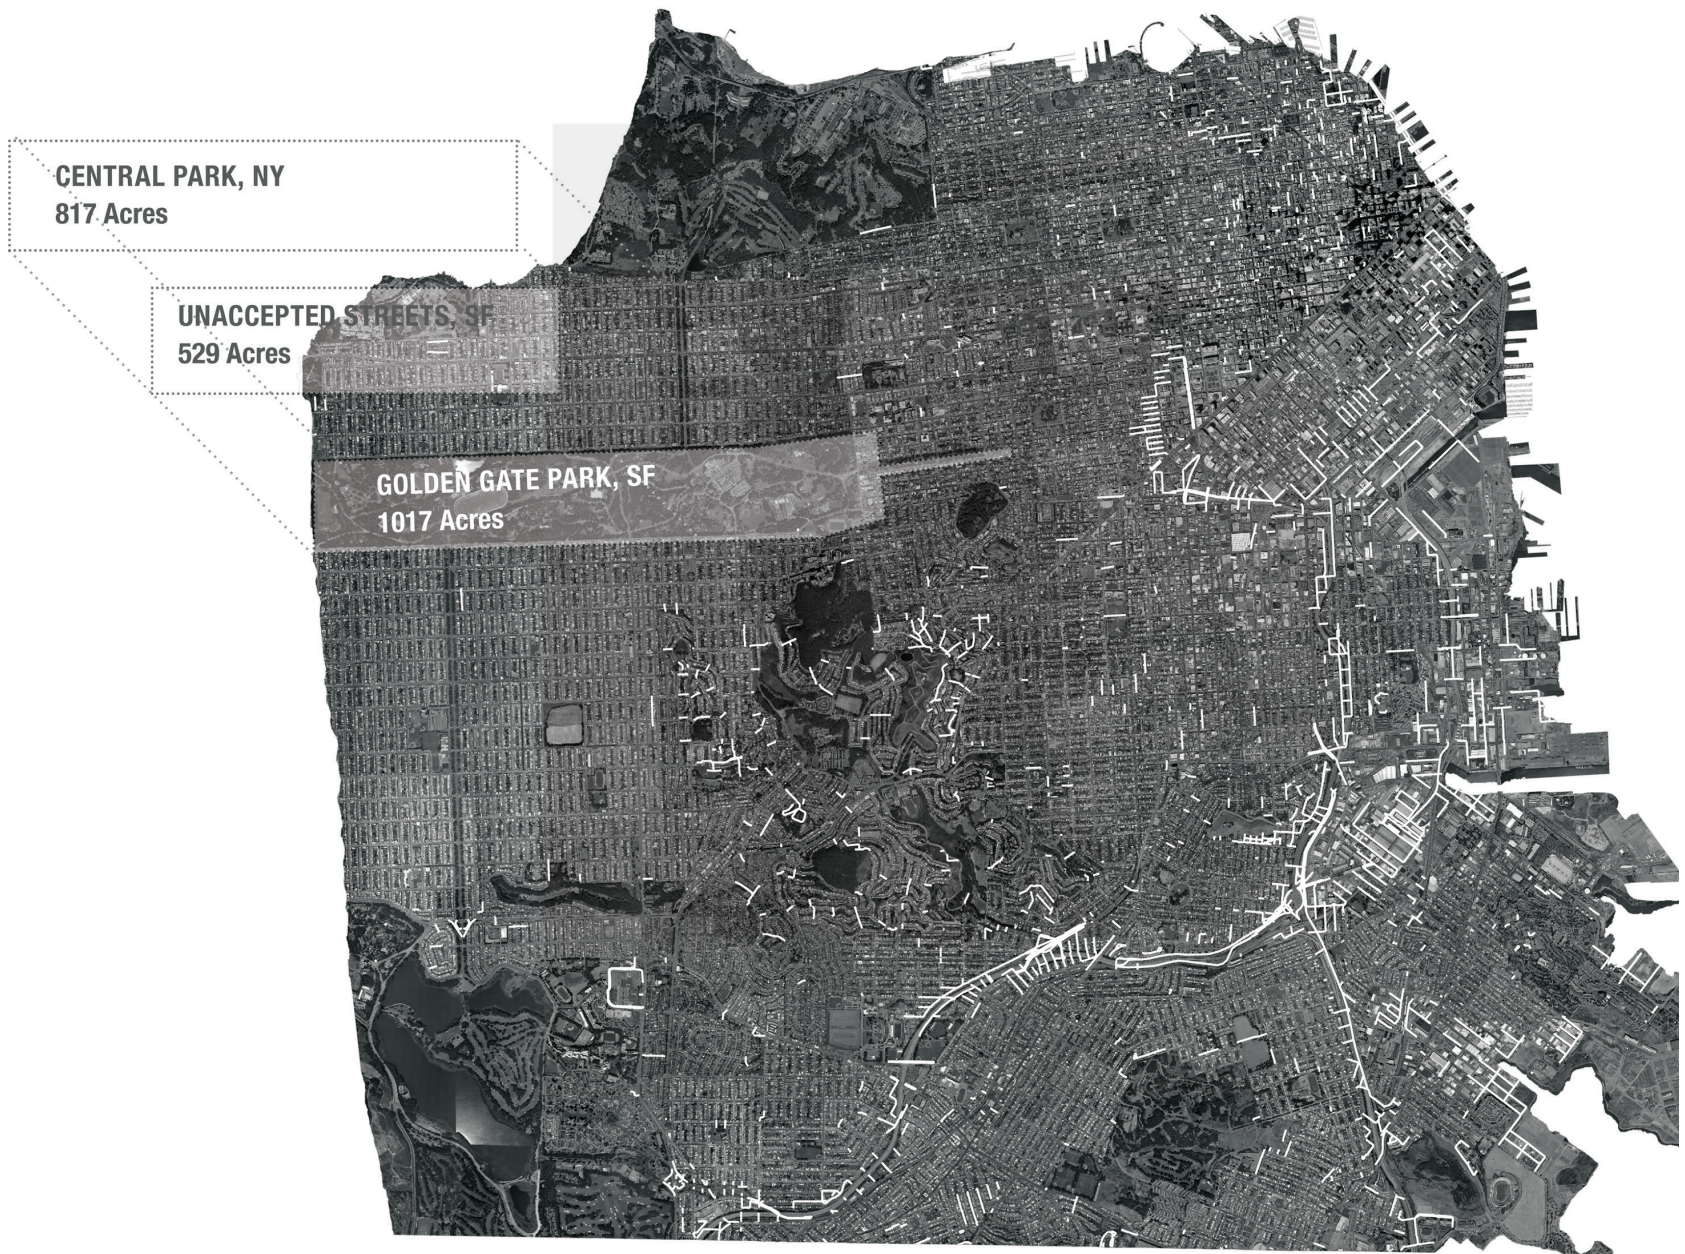 CENTRAL PARK, NY
817 Acres
UNACCEPTED STREETS, SF
529 Acres
GOLDEN GATE PARK, SF
1017 Acres